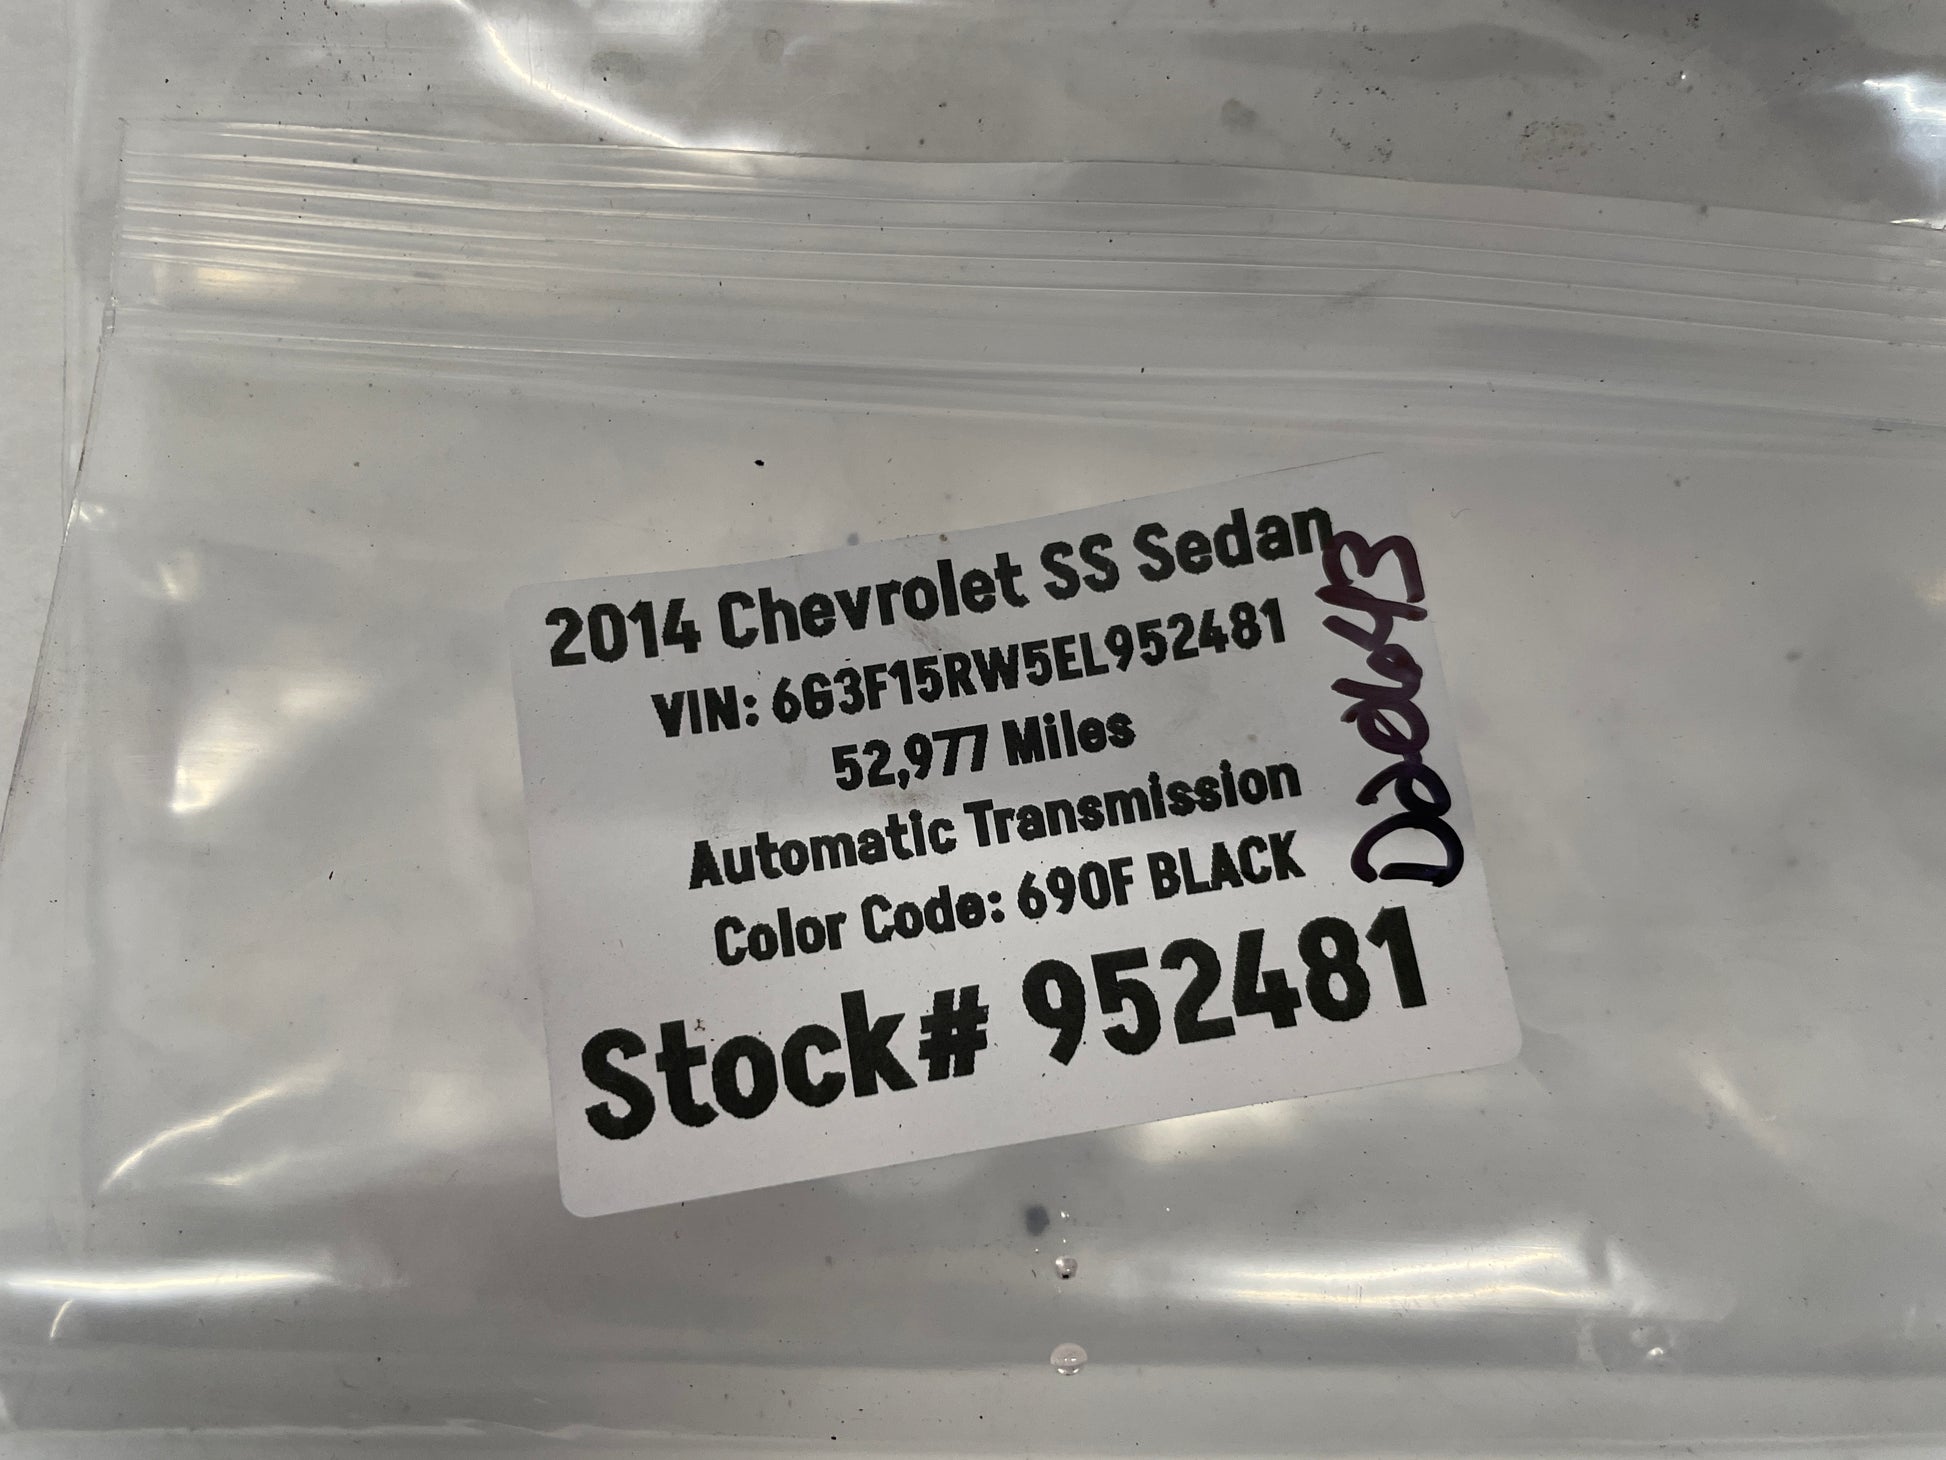 2014 Chevrolet SS Sedan
VIN: 6G3F15RW5EL952481
52,977 Miles
Automatic Transmission
Color Code: 690F BLACK
Stock# 952481